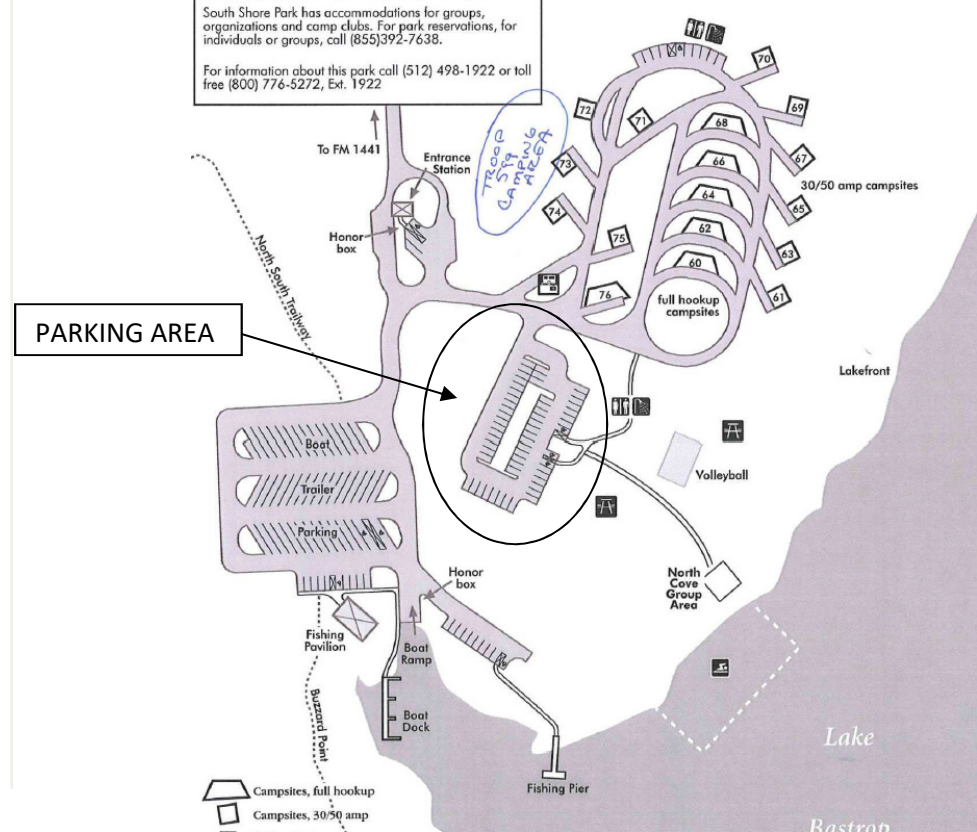 South Shore Park has accommodations for groups,
organizations and camp clubs. For park reservations, for
individuals or groups, call (855)392-7638.
For information about this park call (512) 498-1922 or toll
free (800) 776-5272, Ext. 1922
To FM 1441
Entrance
Station
Honor
box
TROOP
599
CAMPING
AREA
70
69
72
71
68
67
73
66
30/50 amp campsites
64
65
74
62
75
63
60
76
61
full hookup
campsites
North South Trailway
PARKING AREA
Lakefront
Boat
Trailer
Parking
Volleyball
Honor
box
North
Cove
Group
Area
Fishing
Pavilion
Boat
Ramp
Buzzard Point
Boat
Dock
Lake
Fishing Pier
Campsites, full hookup
Campsites, 30/50 amp
Bastrop